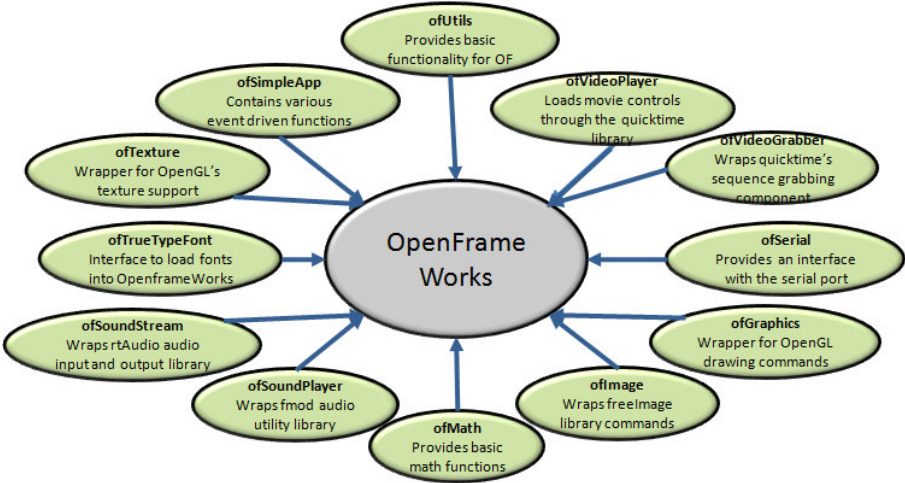 ofUtils
Provides basic
functionality for OF
ofSimpleApp
Contains various
event driven functions
ofVideoPlayer
Loads movie controls
through the quicktime
library
ofTexture
Wrapper for OpenGL's
texture support
ofVideoGrabber
Wraps quicktime's
sequence grabbing
component
OpenFrame
Works
ofTrueTypeFont
Interface to load fonts
into OpenframeWorks
ofSerial
Provides an interface
with the serial port
ofSoundStream
Wraps rtAudio audio
input and output library
ofGraphics
Wrapper for OpenGL
drawing commands
ofSoundPlayer
Wraps fmod audio
utility library
ofImage
Wraps freeImage
library commands
ofMath
Provides basic
math functions